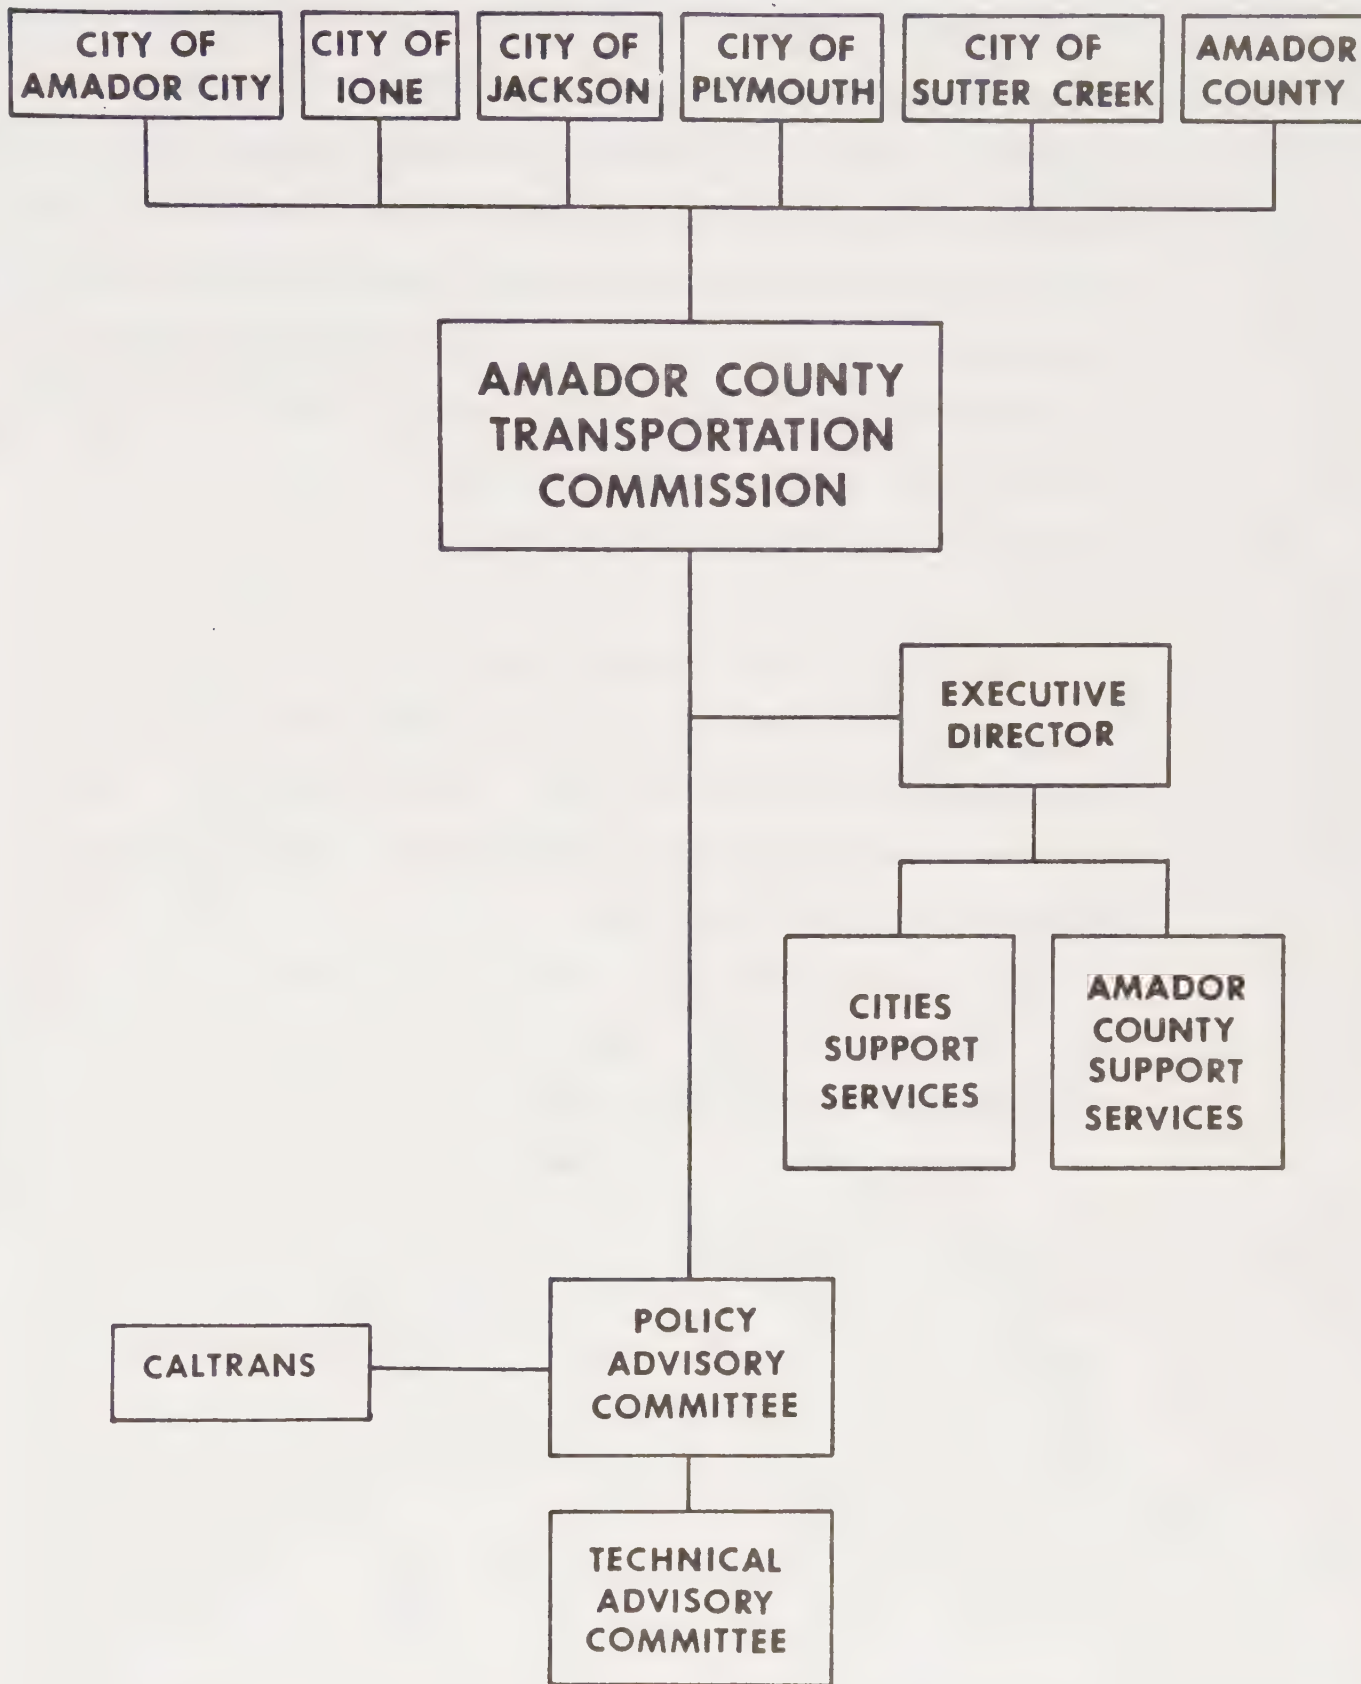 CITY OF
AMADOR CITY
CITY OF
IONE
CITY OF
JACKSON
CITY OF
PLYMOUTH
CITY OF
SUTTER CREEK
AMADOR
COUNTY
AMADOR COUNTY
TRANSPORTATION
COMMISSION
EXECUTIVE
DIRECTOR
CITIES
SUPPORT
SERVICES
AMADOR
COUNTY
SUPPORT
SERVICES
CALTRANS
POLICY
ADVISORY
COMMITTEE
TECHNICAL
ADVISORY
COMMITTEE